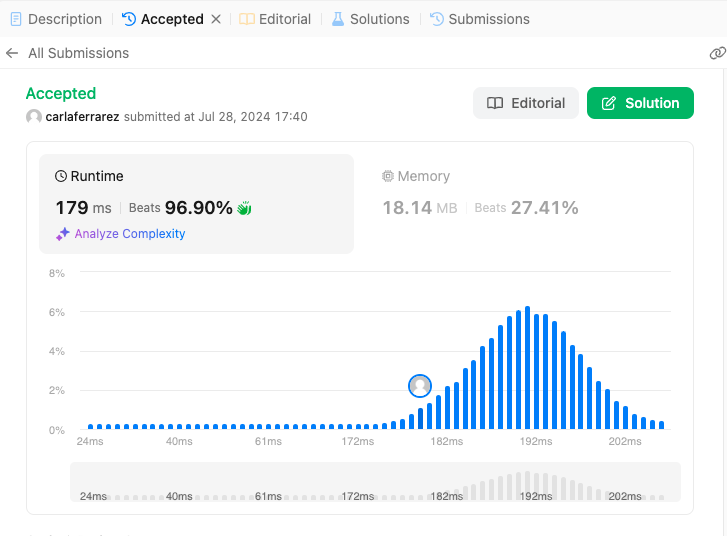 Description
Accepted
Editorial
Solutions
Submissions
All Submissions
Accepted
carlaferrarez submitted at Jul 28, 2024 17:40
Editorial
Solution
Runtime
179 ms
Beats 96.90%
Analyze Complexity
Memory
18.14 MB
Beats 27.41%
8%
6%
4%
2%
0%
24ms 40ms 61ms 172ms 182ms 192ms 202ms
24ms 40ms 61ms 172ms 182ms 192ms 202ms